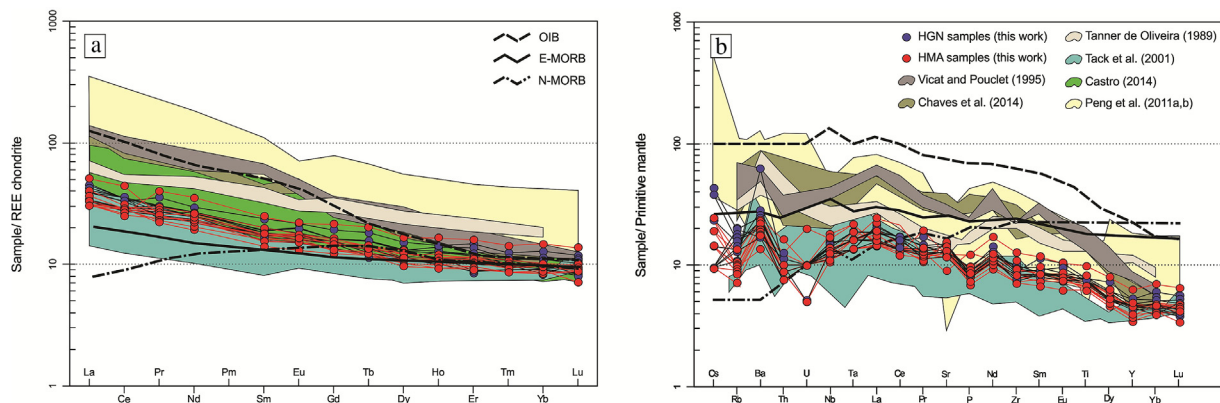 a
OIB
E-MORB
N-MORB
Sample/ REE chondrite
1000
100
10
1
La
Pr
Pm
Eu
Tb
Ho
Tm
Lu
Ce
Nd
Sm
Gd
Dy
Er
Yb
b
HGN samples (this work)
HMA samples (this work)
Vicat and Pouclet (1995)
Chaves et al. (2014)
Tanner de Oliveira (1989)
Tack et al. (2001)
Castro (2014)
Peng et al. (2011a,b)
Sample/ Primitive mantle
1000
100
10
1
Cs
Ba
U
Ta
Ce
Sr
Nd
Sm
Ti
Y
Lu
Rb
Th
Nb
La
Pr
P
Zr
Eu
Dy
Yb